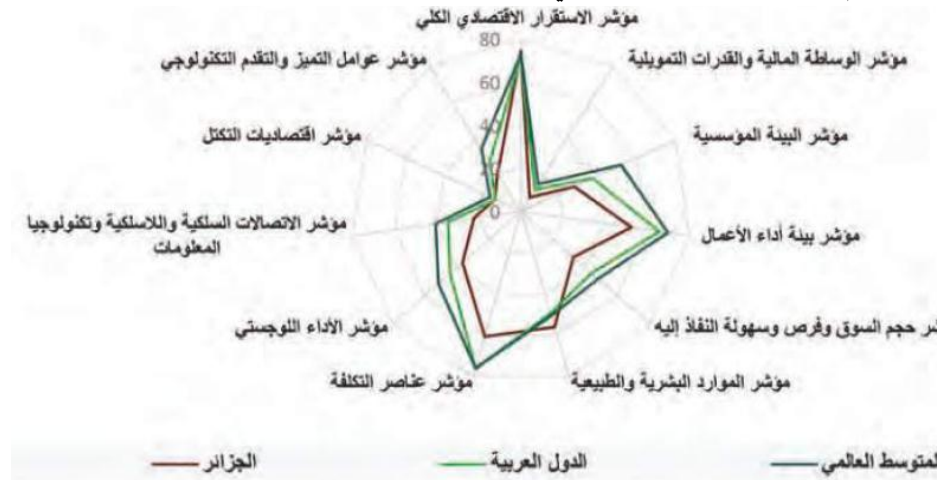 مؤشر الاستقرار الاقتصادي الكلي
80
مؤشر عوامل التميز والتقدم التكنولوجي
مؤشر الوساطة المالية والقدرات التمويلية
60
مؤشر اقتصاديات التكتل
40
مؤشر البيئة المؤسسية
20
مؤشر الاتصالات السلكية واللاسلكية وتكنولوجيا
المعلومات
0
مؤشر بيئة أداء الأعمال
مؤشر الأداء اللوجستي
حجم السوق وفرص وسهولة النفاذ إليه
مؤشر عناصر التكلفة
مؤشر الموارد البشرية والطبيعية
الجزائر
الدول العربية
المتوسط العالمي